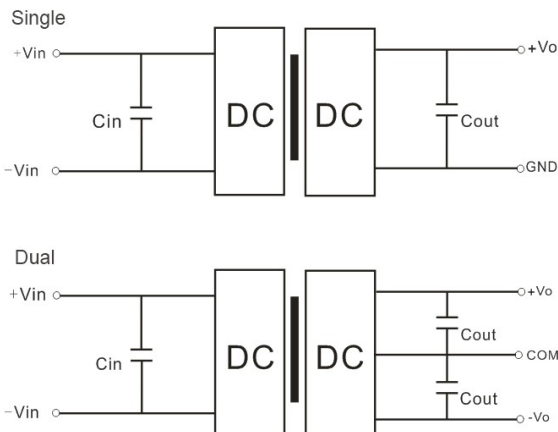 Single
+Vin
+Vo
Cin
DC
DC
Cout
-Vin
GND
Dual
+Vin
+Vo
Cout
Cin
DC
DC
COM
Cout
-Vin
-Vo